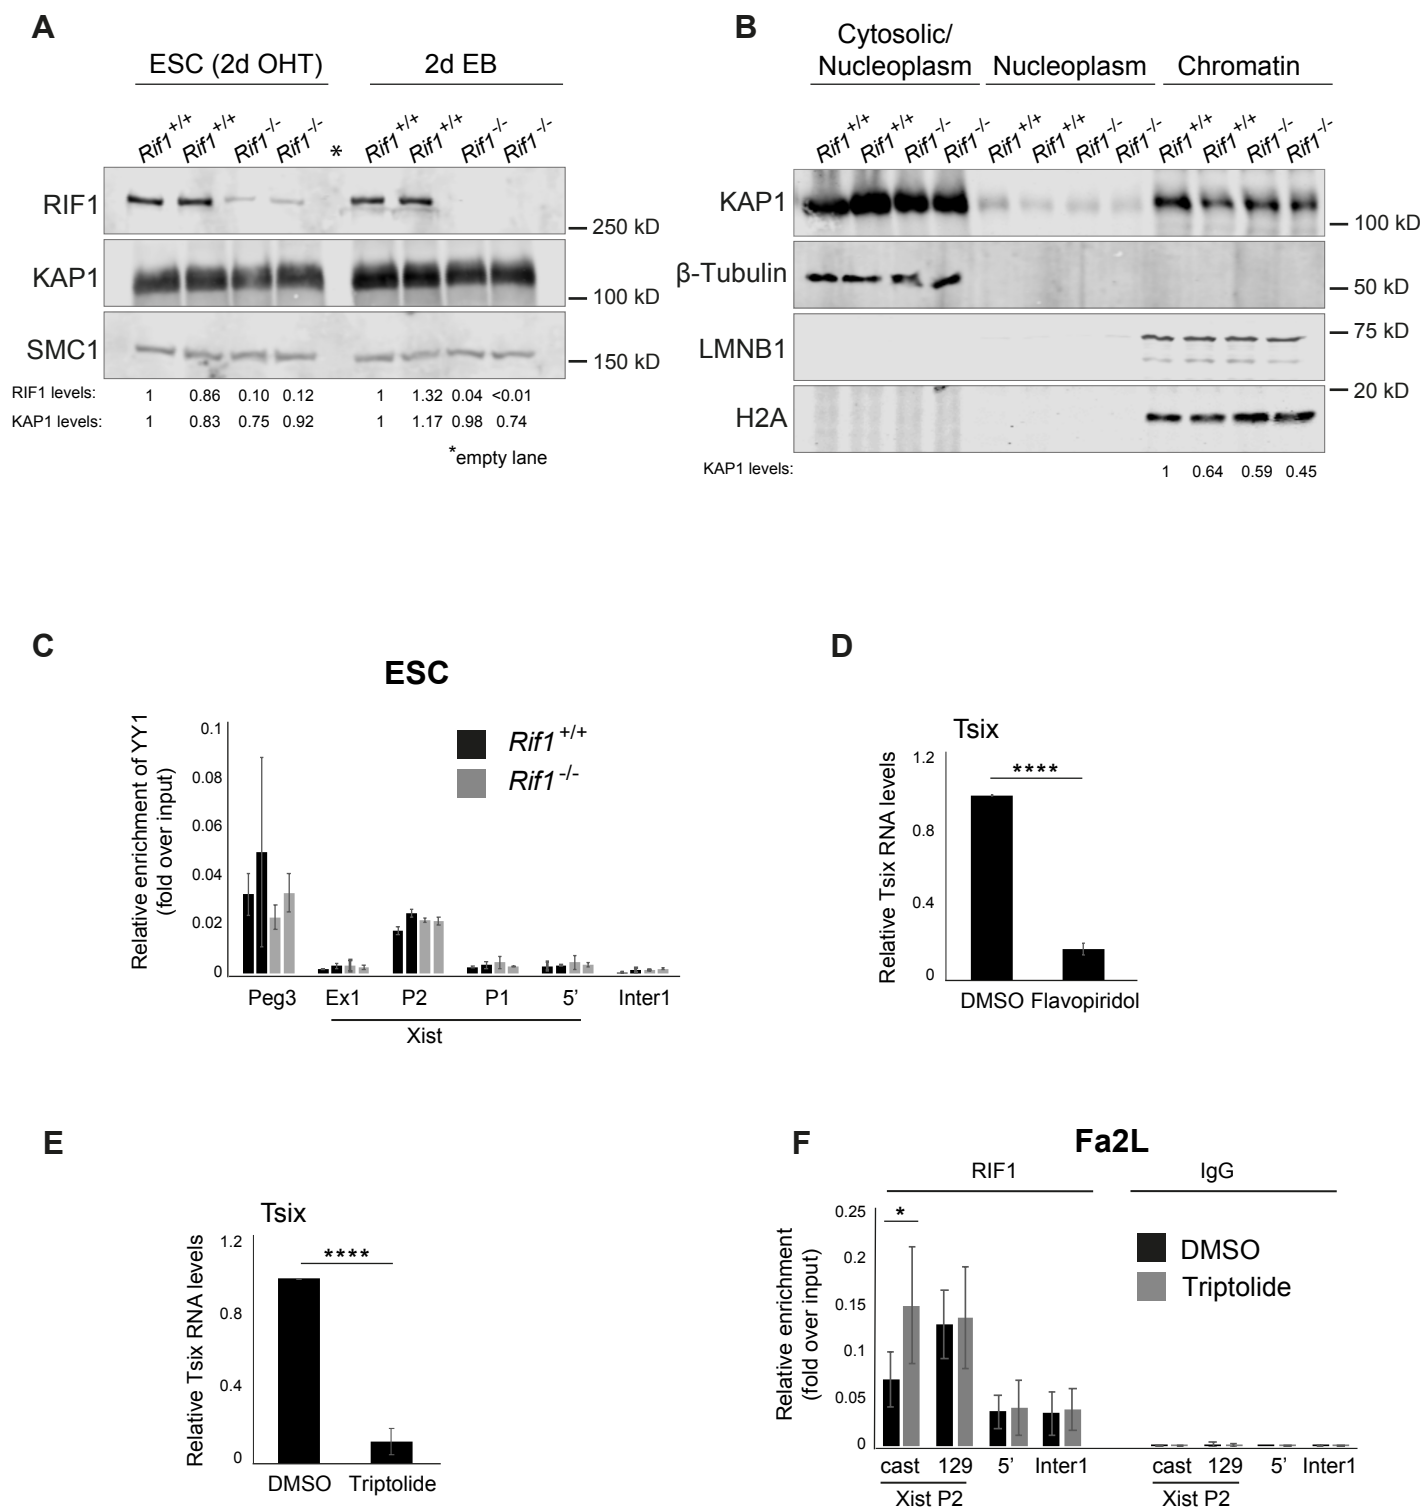 A
ESC (2d OHT)
2d EB
Rif1+/+ Rif1+/+ Rif1-/- Rif1-/- * Rif1+/+ Rif1+/+ Rif1-/- Rif1-/-
RIF1
250 kD
KAP1
100 kD
SMC1
150 kD
RIF1 levels: 1 0.86 0.10 0.12 1 1.32 0.04 <0.01
KAP1 levels: 1 0.83 0.75 0.92 1 1.17 0.98 0.74
*empty lane
B
Cytosolic/
Nucleoplasm Nucleoplasm Chromatin
Rif1+/+ Rif1+/+ Rif1-/- Rif1-/- Rif1+/+ Rif1+/+ Rif1-/- Rif1-/- Rif1+/+ Rif1+/+ Rif1-/- Rif1-/-
KAP1
100 kD
β-Tubulin
50 kD
75 kD
LMNB1
20 kD
H2A
KAP1 levels: 1 0.64 0.59 0.45
C
ESC
Relative enrichment of YY1
(fold over input)
0.1
0.08
0.06
0.04
0.02
0
Rif1+/+
Rif1-/-
Peg3 Ex1 P2 P1 5’ Inter1
Xist
D
Tsix
Relative Tsix RNA levels
1.2
0.8
0.4
0
****
DMSO Flavopiridol
E
Tsix
Relative Tsix RNA levels
1.2
0.8
0.4
0
****
DMSO Triptolide
F
Fa2L
RIF1 IgG
Relative enrichment
(fold over input)
0.25
0.2
0.15
0.1
0.05
0
*
DMSO
Triptolide
cast 129 5’ Inter1 cast 129 5’ Inter1
Xist P2 Xist P2